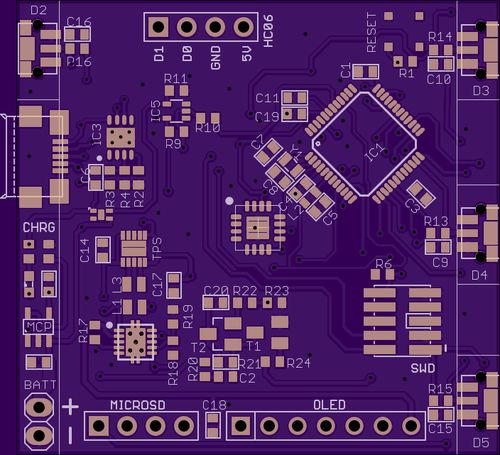 D2
C16
P16
HC06
D1
D0
GND
5V
RESET
R1
R14
C10
D3
R11
IC5
R10
R9
C11
C19
C1
IC1
IC3
C6
R3
R4
R2
C7
Y1
C8
C4
L2
C5
C3
R13
C9
D4
CHRG
C14
TPS
L3
L1
C17
C20
R22
R23
R6
MCP
R17
R19
R18
T2
T1
R21
R20
C2
R24
SWD
BATT
+
-
MICROSD
C18
OLED
R15
C15
D5